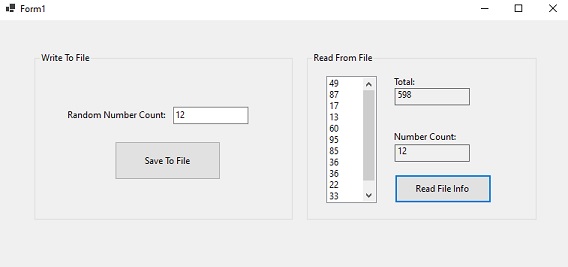 Form1
Write To File
Random Number Count: 12
Save To File
Read From File
49
87
17
13
60
95
85
36
36
22
33
Total:
598
Number Count:
12
Read File Info